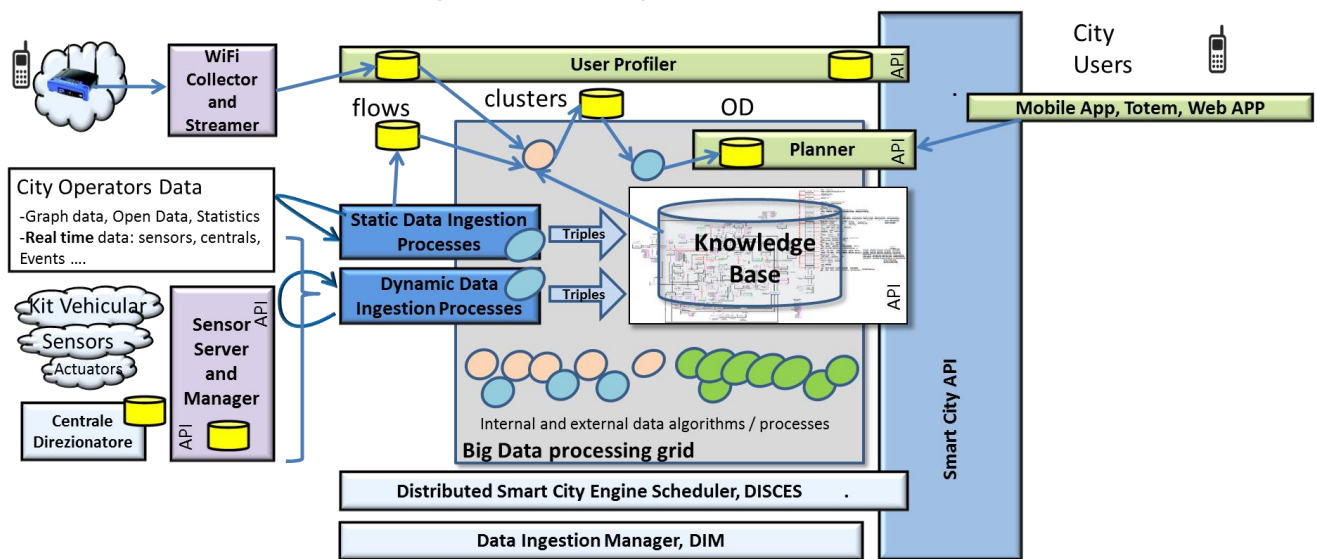 WiFi
Collector
and
Streamer
User Profiler
API
City
Users
Mobile App, Totem, Web APP
flows
clusters
OD
Planner
API
City Operators Data
-Graph data, Open Data, Statistics
-Real time data: sensors, centrals,
Events ....
Static Data Ingestion
Processes
Triples
Knowledge
Base
API
Dynamic Data
Ingestion Processes
Triples
Kit Vehicular
Sensors
Actuators
Sensor
Server
and
Manager
API
API
Centrale
Direzionatore
Internal and external data algorithms / processes
Big Data processing grid
Smart City API
Distributed Smart City Engine Scheduler, DISCES .
Data Ingestion Manager, DIM